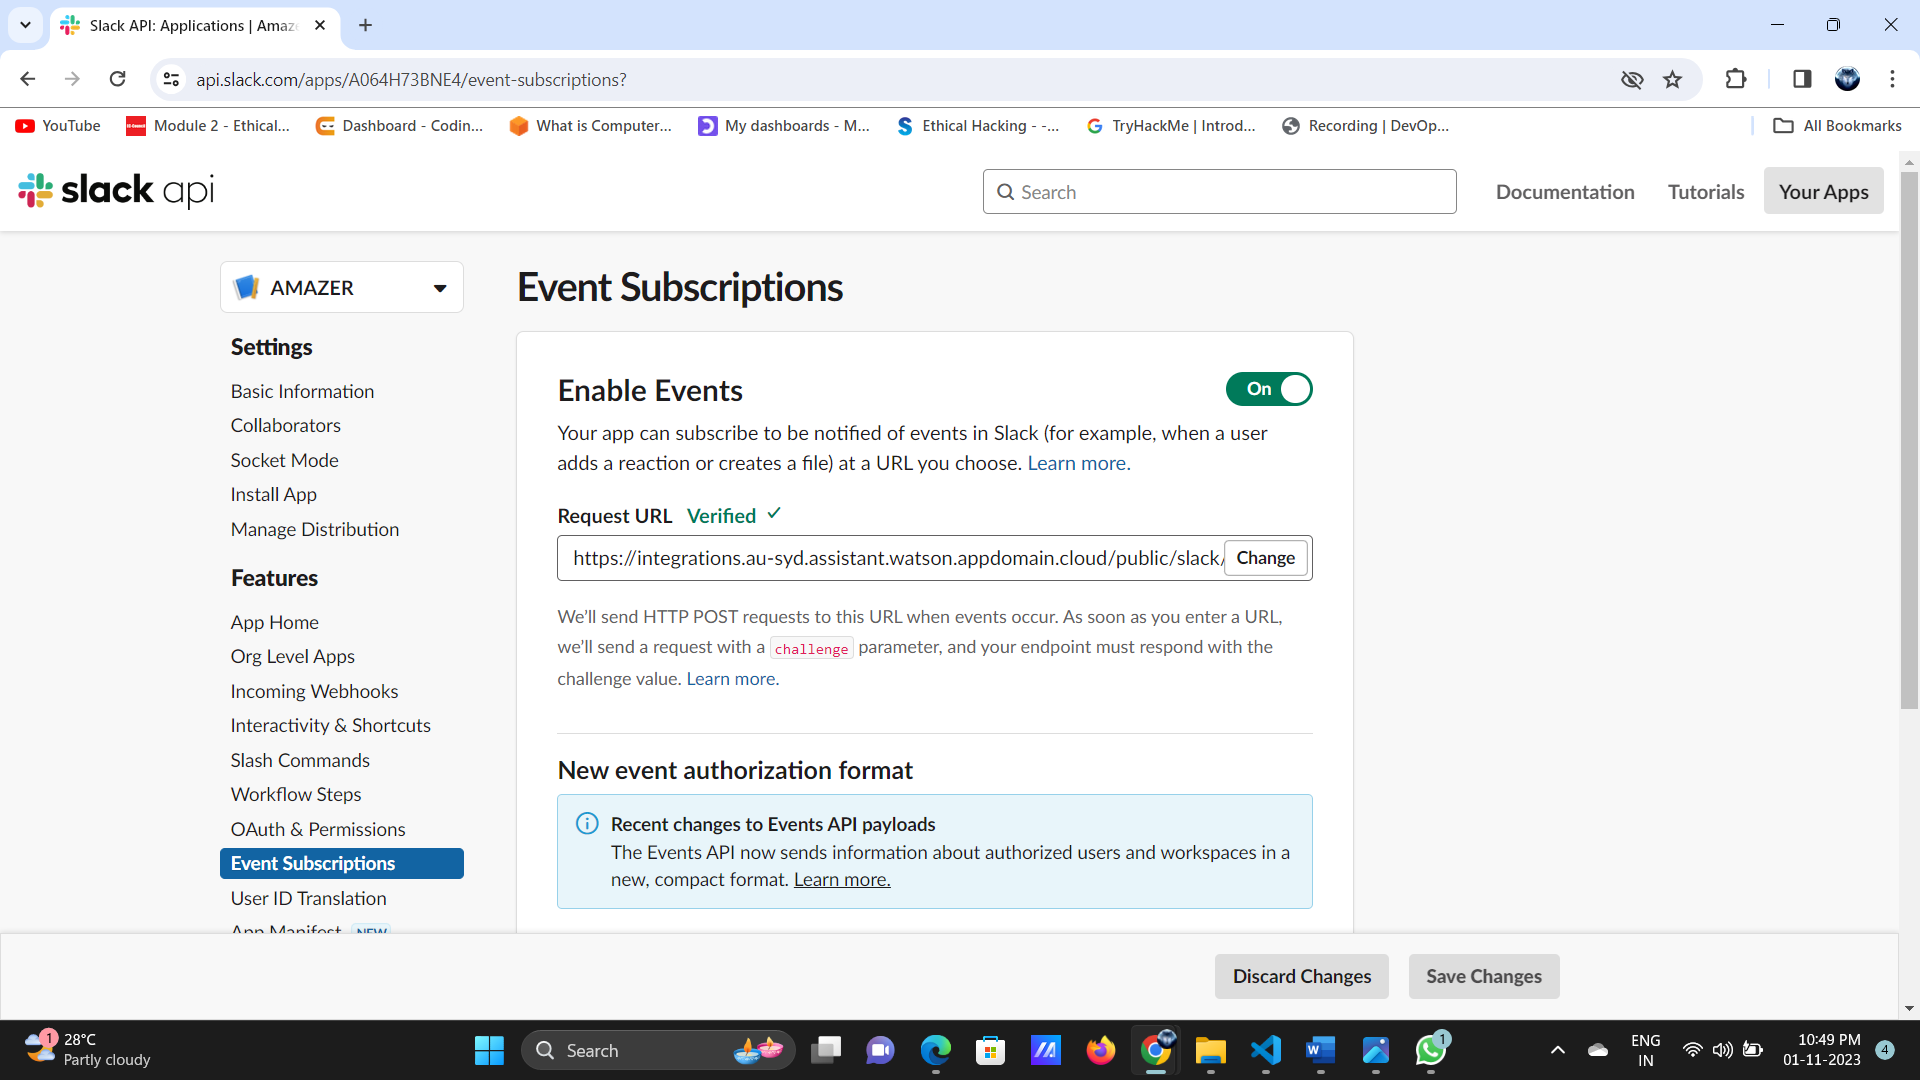 Slack API: Applications | Amaz
api.slack.com/apps/A064H73BNE4/event-subscriptions?
YouTube
Module 2 - Ethical...
Dashboard - Codin...
What is Computer...
My dashboards - M...
Ethical Hacking - -...
TryHackMe | Introd...
Recording | DevOp...
All Bookmarks
slack api
Search
Documentation
Tutorials
Your Apps
AMAZER
Settings
Basic Information
Collaborators
Socket Mode
Install App
Manage Distribution
Features
App Home
Org Level Apps
Incoming Webhooks
Interactivity & Shortcuts
Slash Commands
Workflow Steps
OAuth & Permissions
Event Subscriptions
User ID Translation
App Manifest NEW
Event Subscriptions
Enable Events
On
Your app can subscribe to be notified of events in Slack (for example, when a user
adds a reaction or creates a file) at a URL you choose. Learn more.
Request URL Verified
https://integrations.au-syd.assistant.watson.appdomain.cloud/public/slack/
Change
We’ll send HTTP POST requests to this URL when events occur. As soon as you enter a URL,
we’ll send a request with a challenge parameter, and your endpoint must respond with the
challenge value. Learn more.
New event authorization format
Recent changes to Events API payloads
The Events API now sends information about authorized users and workspaces in a
new, compact format. Learn more.
Discard Changes
Save Changes
1
28°C
Partly cloudy
Search
1
ENG
IN
10:49 PM
01-11-2023
4